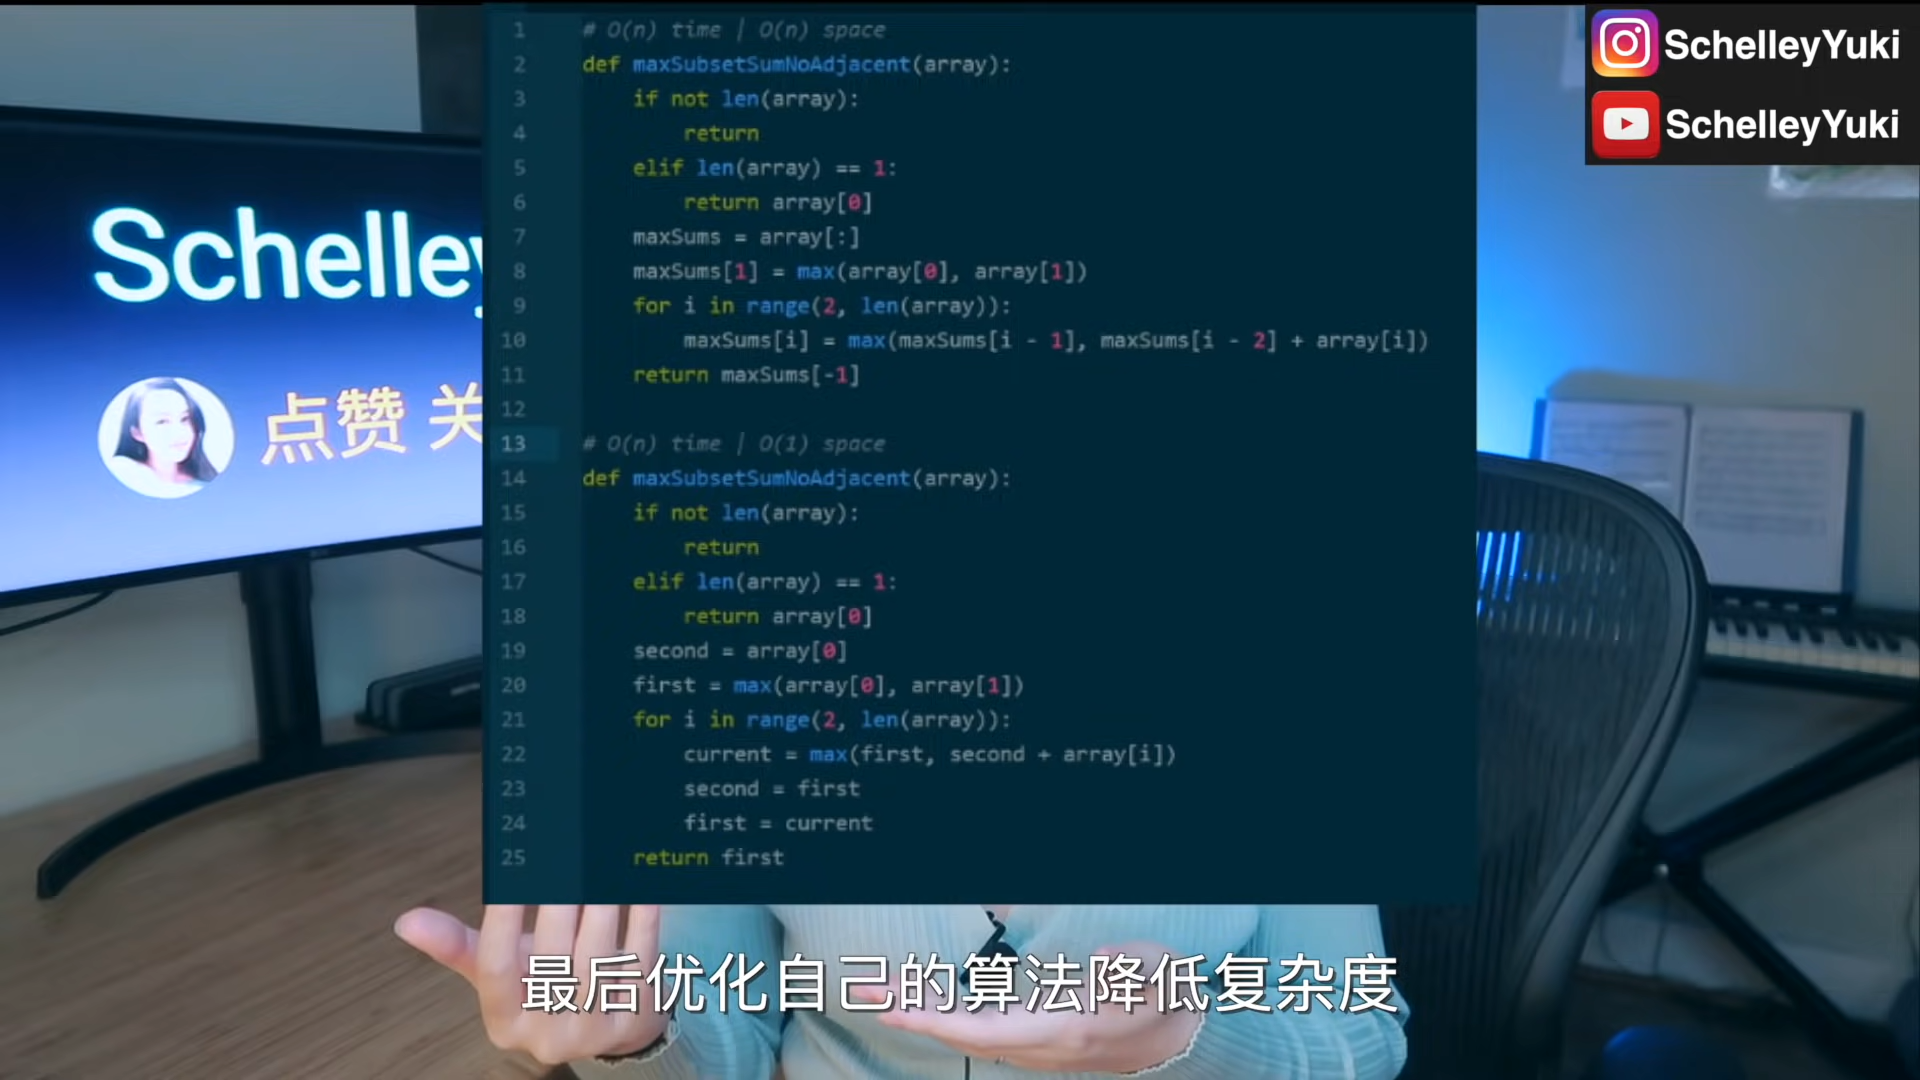 SchelleyYuki
SchelleyYuki
Schelley
点赞 关
1 # O(n) time | O(n) space
2 def maxSubsetSumNoAdjacent(array):
3     if not len(array):
4         return
5     elif len(array) == 1:
6         return array[0]
7     maxSums = array[:]
8     maxSums[1] = max(array[0], array[1])
9     for i in range(2, len(array)):
10         maxSums[i] = max(maxSums[i - 1], maxSums[i - 2] + array[i])
11     return maxSums[-1]
12
13 # O(n) time | O(1) space
14 def maxSubsetSumNoAdjacent(array):
15     if not len(array):
16         return
17     elif len(array) == 1:
18         return array[0]
19     second = array[0]
20     first = max(array[0], array[1])
21     for i in range(2, len(array)):
22         current = max(first, second + array[i])
23         second = first
24         first = current
25     return first
最后优化自己的算法降低复杂度